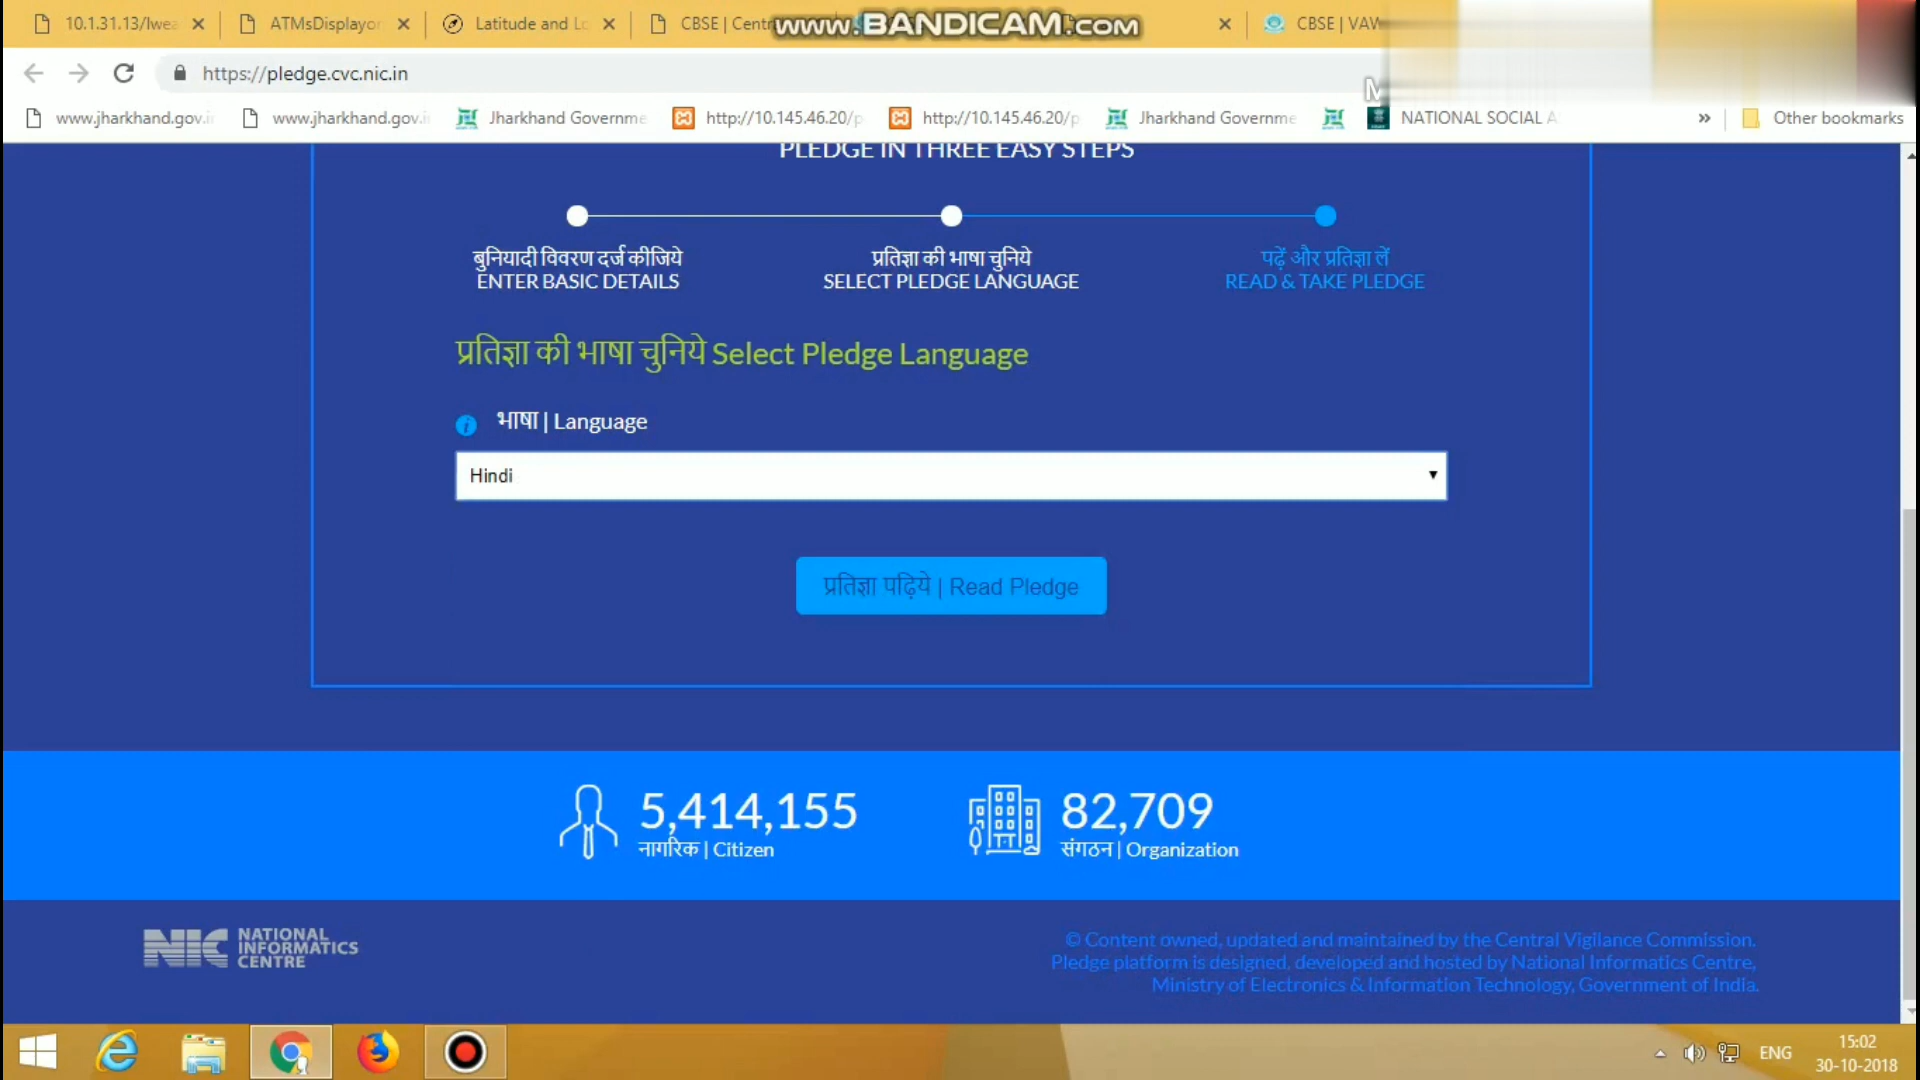 10.1.31.13/Iwea
ATMsDisplayor
Latitude and Lo
CBSE | Centr
www.BANDICAM.com
CBSE | VAW
https://pledge.cvc.nic.in
www.jharkhand.gov.i
www.jharkhand.gov.i
Jharkhand Governme
http://10.145.46.20/p
http://10.145.46.20/p
Jharkhand Governme
NATIONAL SOCIAL A
»
Other bookmarks
PLEDGE IN THREE EASY STEPS
बुनियादी विवरण दर्ज कीजिये
ENTER BASIC DETAILS
प्रतिज्ञा की भाषा चुनिये
SELECT PLEDGE LANGUAGE
पढ़ें और प्रतिज्ञा लें
READ & TAKE PLEDGE
प्रतिज्ञा की भाषा चुनिये Select Pledge Language
भाषा | Language
Hindi
प्रतिज्ञा पढ़िये | Read Pledge
5,414,155
नागरिक | Citizen
82,709
संगठन | Organization
NIC NATIONAL
INFORMATICS
CENTRE
© Content owned, updated and maintained by the Central Vigilance Commission.
Pledge platform is designed, developed and hosted by National Informatics Centre,
Ministry of Electronics & Information Technology, Government of India.
ENG
15:02
30-10-2018